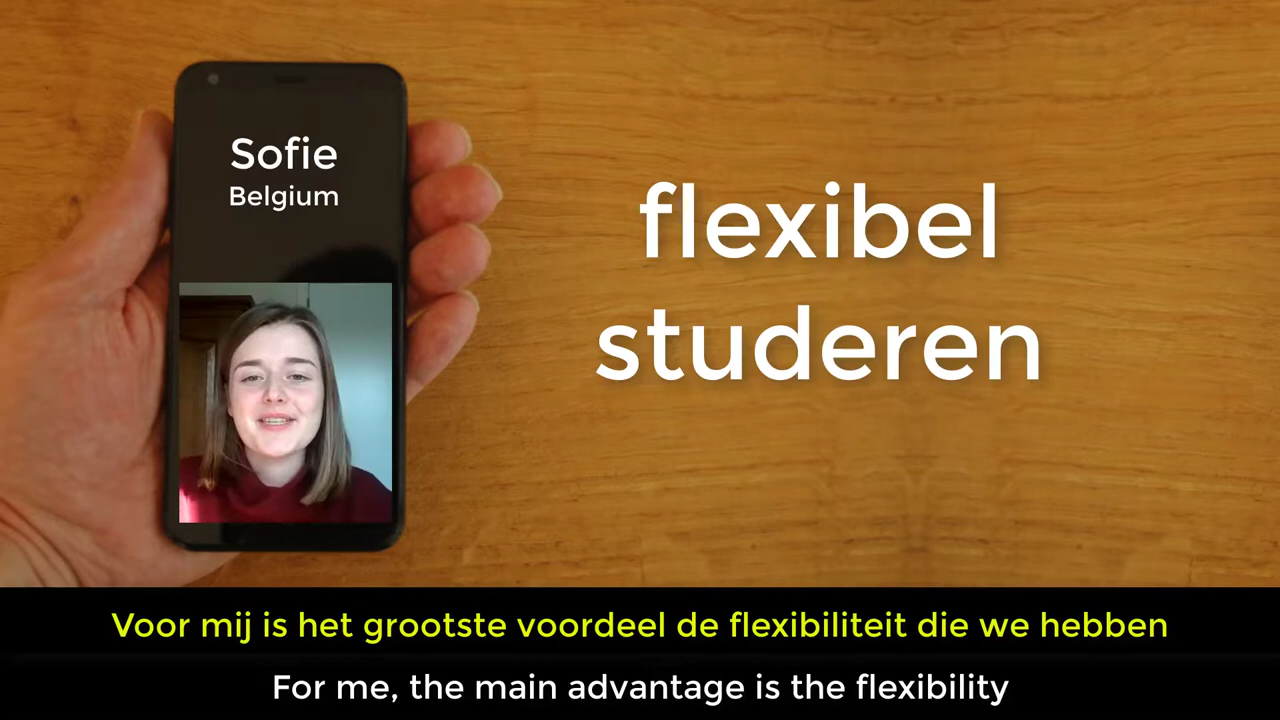 Sofie
Belgium
flexibel
studeren
Voor mij is het grootste voordeel de flexibiliteit die we hebben
For me, the main advantage is the flexibility